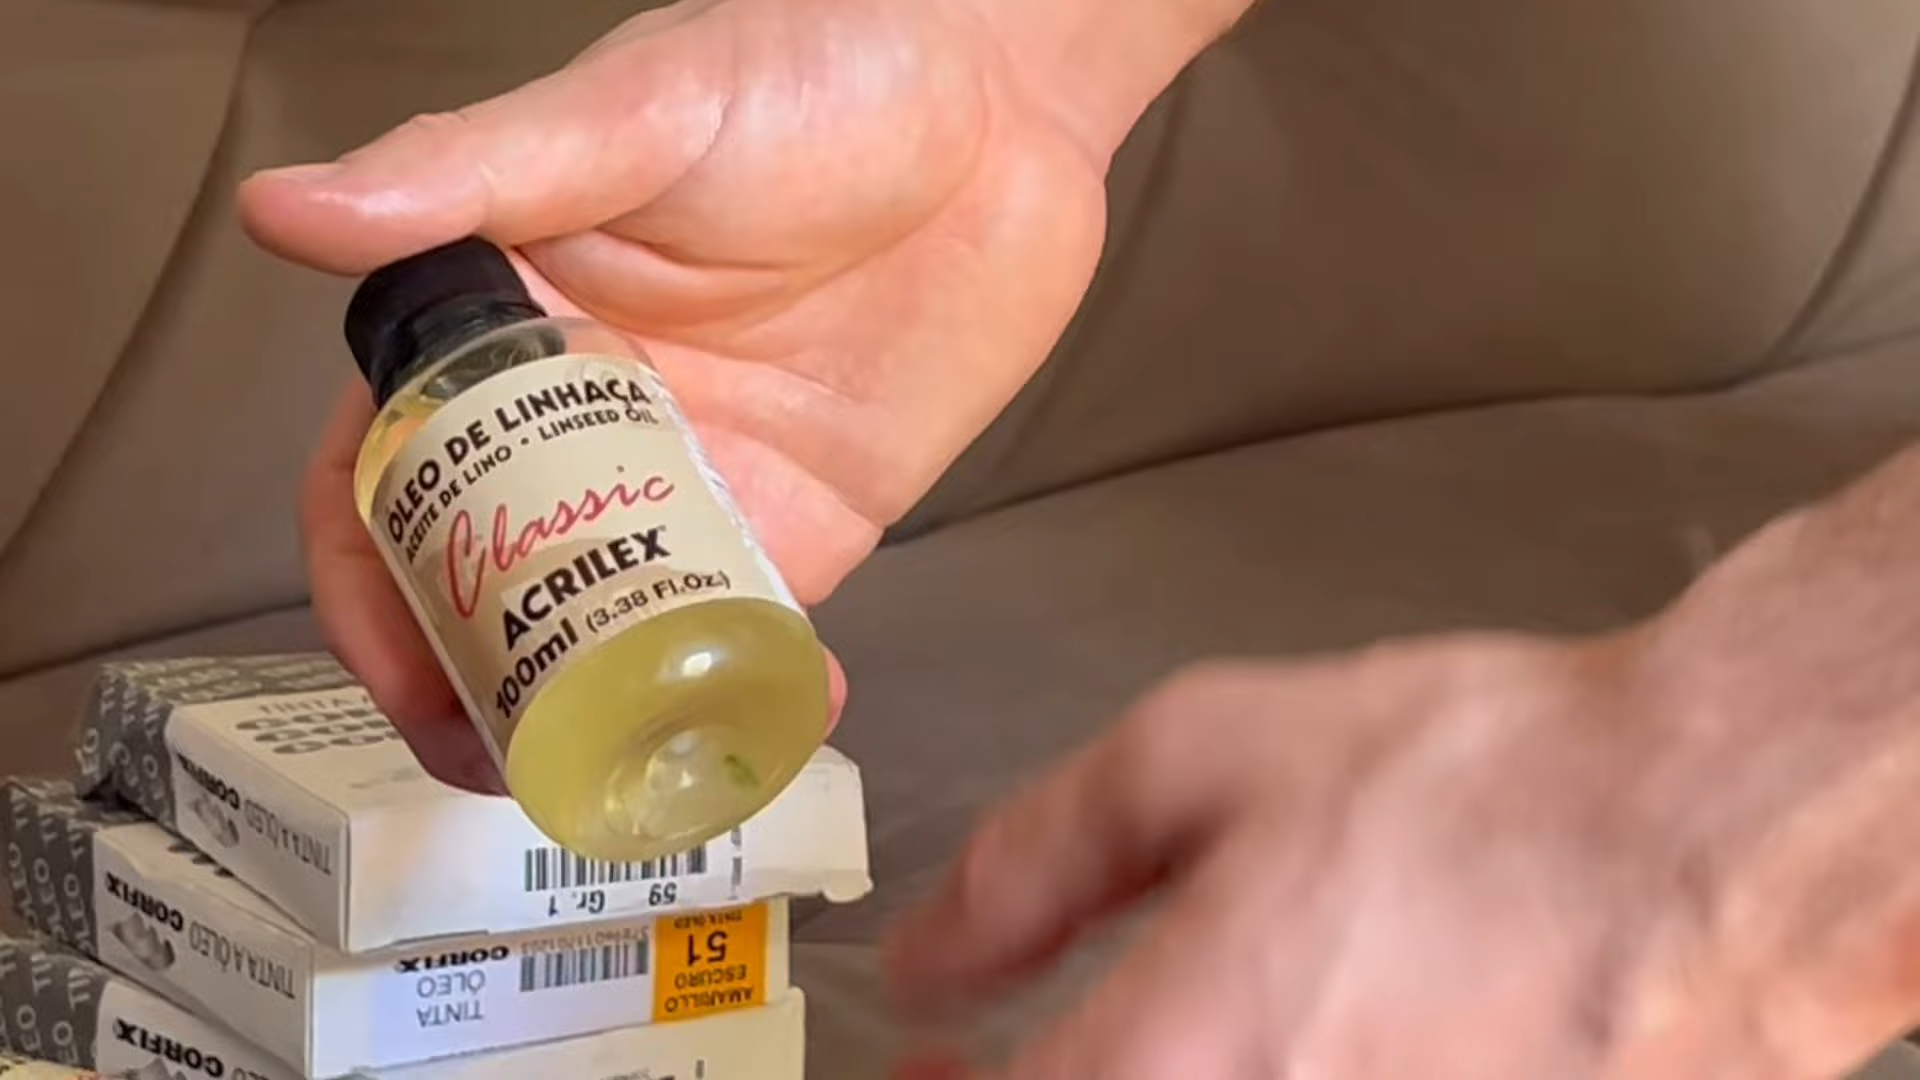 ÓLEO DE LINHAÇA
ACEITE DE LINO • LINSEED OIL
Classic
ACRILEX
100ml (3.38 Fl.Oz.)
TINTA
CORFIX
TINTA A ÓLEO
59 Gr. 1
CORFIX
TINTA A ÓLEO
CORFIX
TINTA
ÓLEO
51
ESCURO
AMARILLO
CORFIX